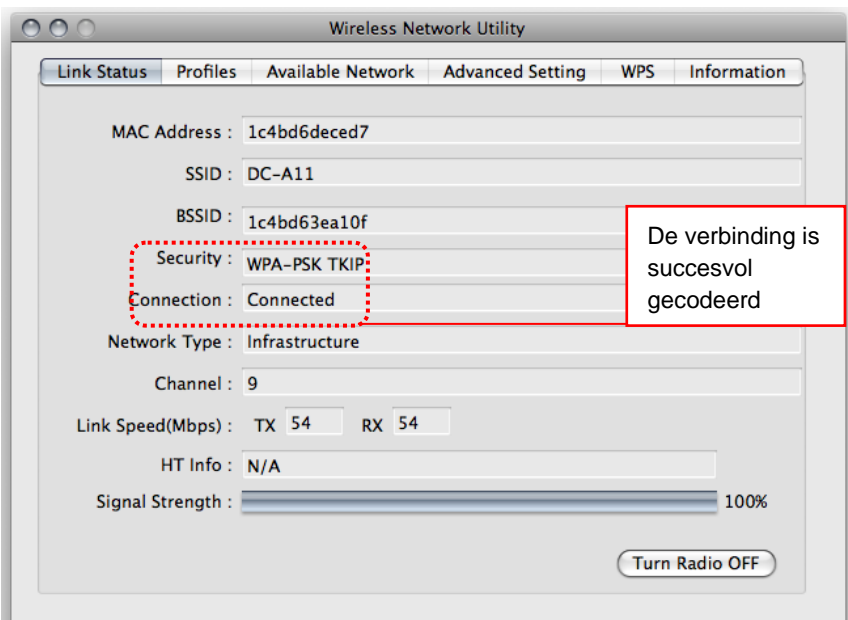 Wireless Network Utility
Link Status Profiles Available Network Advanced Setting WPS Information
MAC Address : 1c4bd6deced7
SSID : DC-A11
BSSID : 1c4bd63ea10f
Security : WPA-PSK TKIP
Connection : Connected
De verbinding is
succesvol
gecodeerd
Network Type : Infrastructure
Channel : 9
Link Speed(Mbps) : TX 54 RX 54
HT Info : N/A
Signal Strength : 100%
Turn Radio OFF